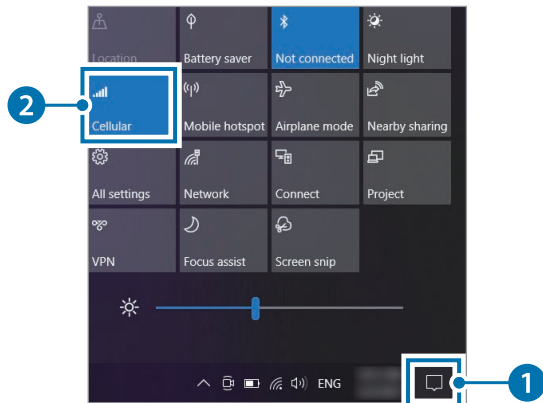 Location Battery saver Not connected Night light
2
Cellular Mobile hotspot Airplane mode Nearby sharing
All settings Network Connect Project
VPN Focus assist Screen snip
ENG
1